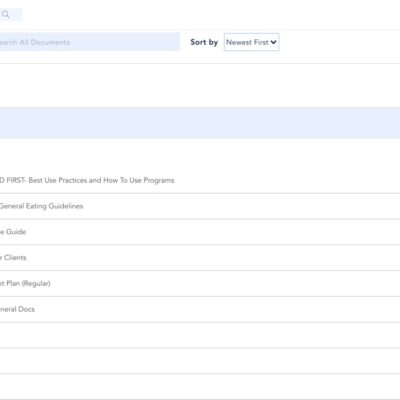 earch All Documents
Sort by
Newest First
D FIRST- Best Use Practices and How To Use Programs
General Eating Guidelines
e Guide
r Clients
et Plan (Regular)
neral Docs